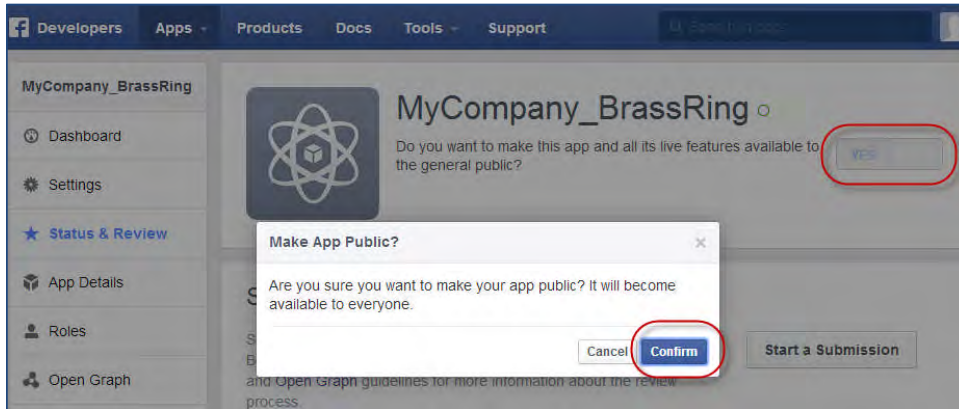 Developers Apps Products Docs Tools Support
MyCompany_BrassRing
Dashboard
Settings
Status & Review
App Details
Roles
Open Graph
MyCompany_BrassRing
Do you want to make this app and all its live features available to
the general public?
YES
Make App Public?
Are you sure you want to make your app public? It will become
available to everyone.
Cancel Confirm
Start a Submission
and Open Graph guidelines for more information about the review
process.